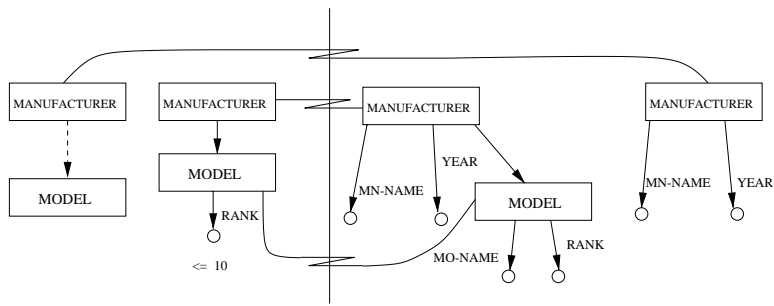 MANUFACTURER
MODEL
MANUFACTURER
MODEL
RANK
<= 10
MANUFACTURER
MN-NAME
YEAR
MODEL
MO-NAME
RANK
MANUFACTURER
MN-NAME
YEAR